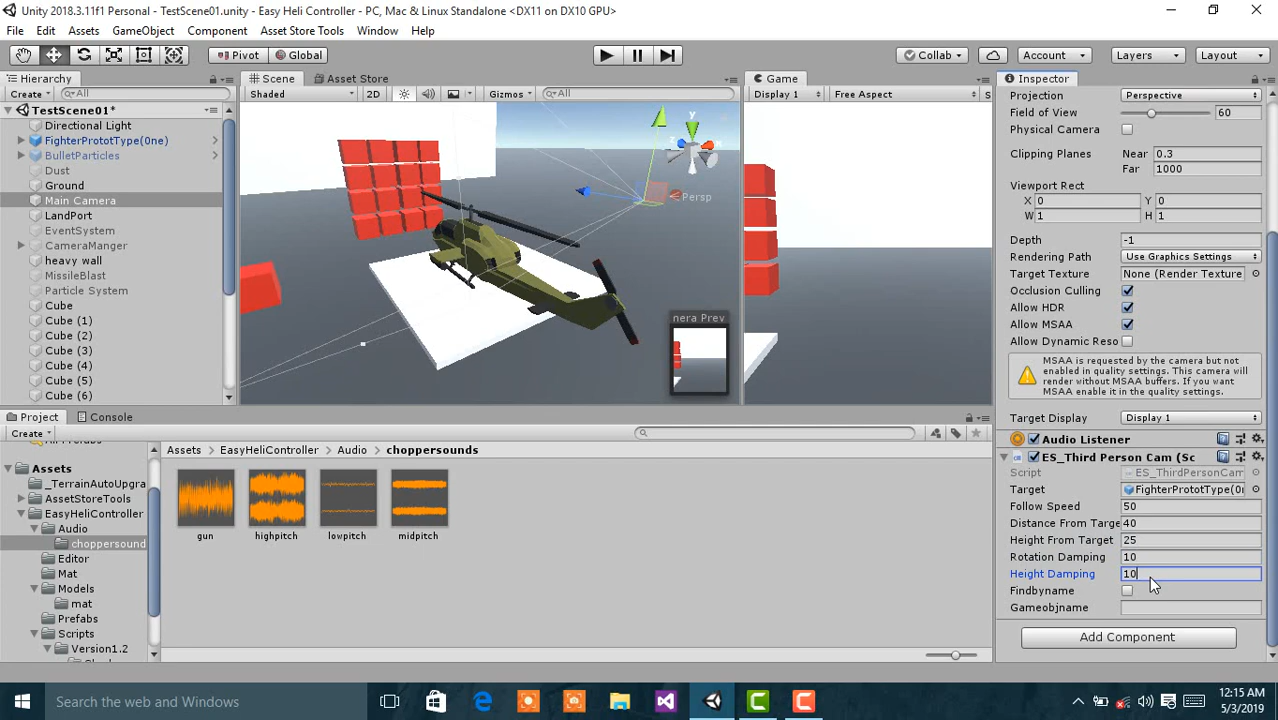 Unity 2018.3.11f1 Personal - TestScene01.unity - Easy Heli Controller - PC, Mac & Linux Standalone <DX11 on DX10 GPU>
File Edit Assets GameObject Component Asset Store Tools Window Help
Pivot Global Collab Account Layers Layout
Hierarchy
Create All
TestScene01*
Directional Light
FighterPrototType(0ne)
BulletParticles
Dust
Ground
Main Camera
LandPort
EventSystem
CameraManger
heavy wall
MissileBlast
Particle System
Cube
Cube (1)
Cube (2)
Cube (3)
Cube (4)
Cube (5)
Cube (6)
Scene Asset Store
Shaded 2D Gizmos All
y
Persp
nera Prev
Game
Display 1 Free Aspect S
Inspector
Projection Perspective
Field of View 60
Physical Camera
Clipping Planes Near 0.3
Far 1000
Viewport Rect
X 0 Y 0
W 1 H 1
Depth -1
Rendering Path Use Graphics Settings
Target Texture None (Render Texture
Occlusion Culling
Allow HDR
Allow MSAA
Allow Dynamic Reso
MSAA is requested by the camera but not
enabled in quality settings. This camera will
render without MSAA buffers. If you want
MSAA enable it in the quality settings.
Target Display Display 1
Audio Listener
ES_Third Person Cam (Sc
Script ES_ThirdPersonCam
Target FighterPrototType(0n
Follow Speed 50
Distance From Targe 40
Height From Target 25
Rotation Damping 10
Height Damping 10
Findbyname
Gameobjname
Add Component
Project Console
Create
All Prefabs
Assets
_TerrainAutoUpgra
AssetStoreTools
EasyHeliController
Audio
choppersound
Editor
Mat
Models
mat
Prefabs
Scripts
Version1.2
Assets EasyHeliController Audio choppersounds
gun highpitch lowpitch midpitch
Search the web and Windows
12:15 AM
5/3/2019